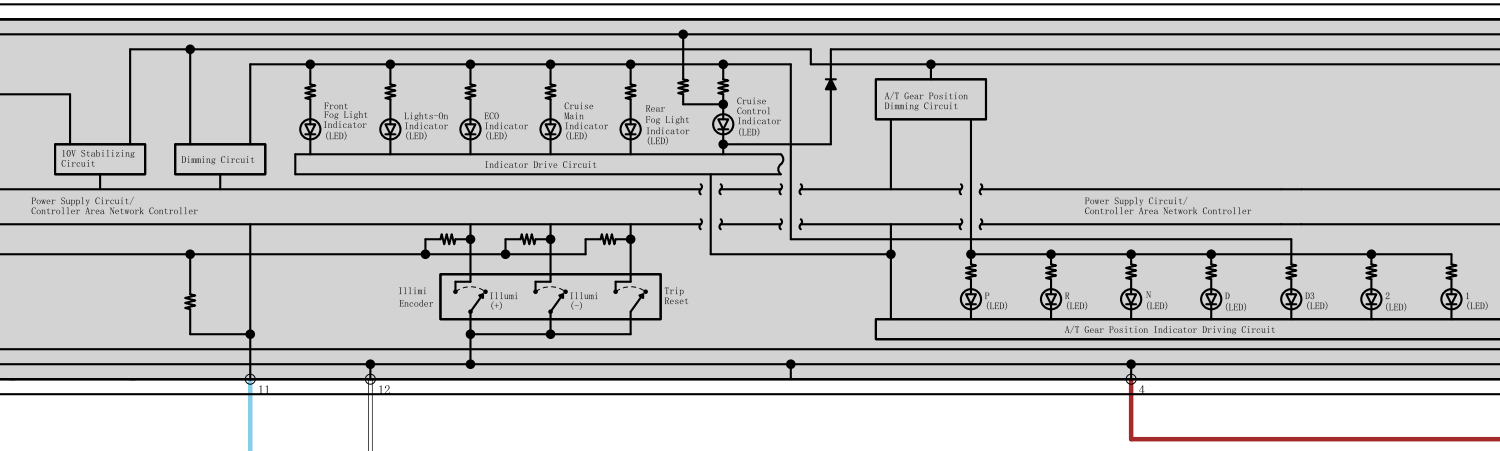 10V Stabilizing
Circuit
Dimming Circuit
Front
Fog Light
Indicator
(LED)
Lights-On
Indicator
(LED)
ECO
Indicator
(LED)
Cruise
Main
Indicator
(LED)
Rear
Fog Light
Indicator
(LED)
Cruise
Control
Indicator
(LED)
A/T Gear Position
Dimming Circuit
Indicator Drive Circuit
Power Supply Circuit/
Controller Area Network Controller
Power Supply Circuit/
Controller Area Network Controller
Illimi
Encoder
Illumi
(+)
Illumi
(-)
Trip
Reset
P
(LED)
R
(LED)
N
(LED)
D
(LED)
D3
(LED)
2
(LED)
1
(LED)
A/T Gear Position Indicator Driving Circuit
11
12
4